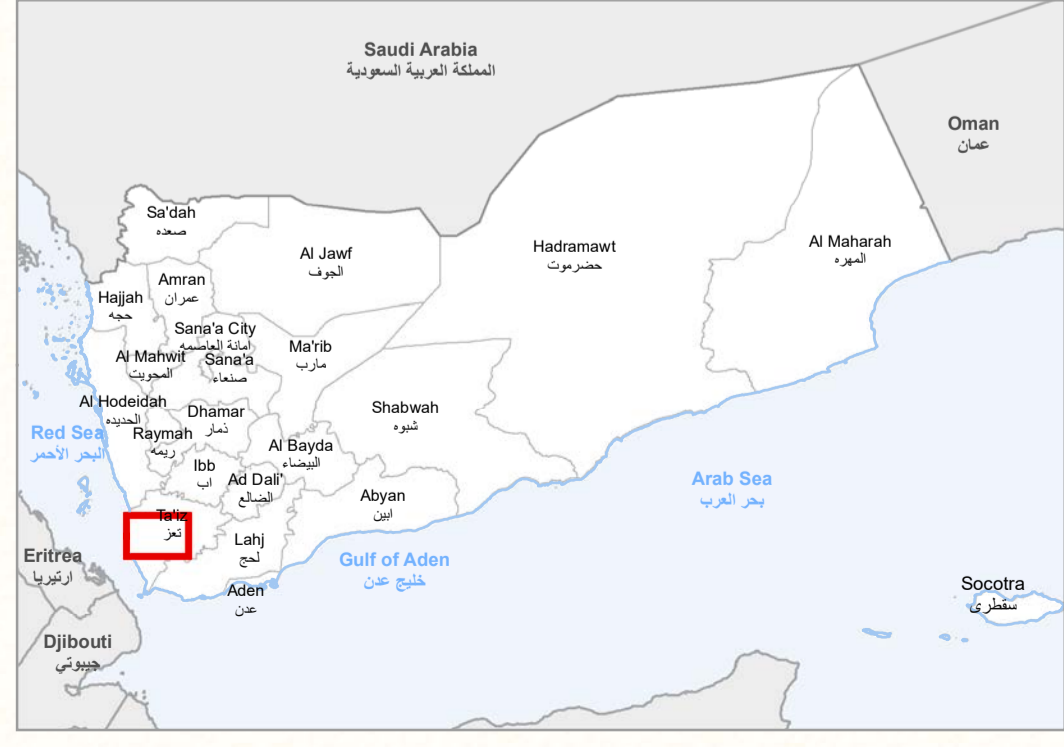 Saudi Arabia
المملكة العربية السعودية
Oman
عمان
Sa'dah
صعده
Al Jawf
الجوف
Hadramawt
حضرموت
Al Maharah
المهره
Amran
عمران
Hajjah
حجه
Sana'a City
امانة العاصمه
Ma'rib
مارب
Al Mahwit
المحويت
Sana'a
صنعاء
Al Hodeidah
الحديده
Dhamar
ذمار
Shabwah
شبوه
Red Sea
البحر الأحمر
Raymah
ريمه
Al Bayda
البيضاء
Ibb
اب
Ad Dali'
الضالع
Arab Sea
بحر العرب
Abyan
ابين
Ta'iz
تعز
Lahj
لحج
Eritrea
ارتيريا
Gulf of Aden
خليج عدن
Aden
عدن
Socotra
سقطرى
Djibouti
جيبوتي